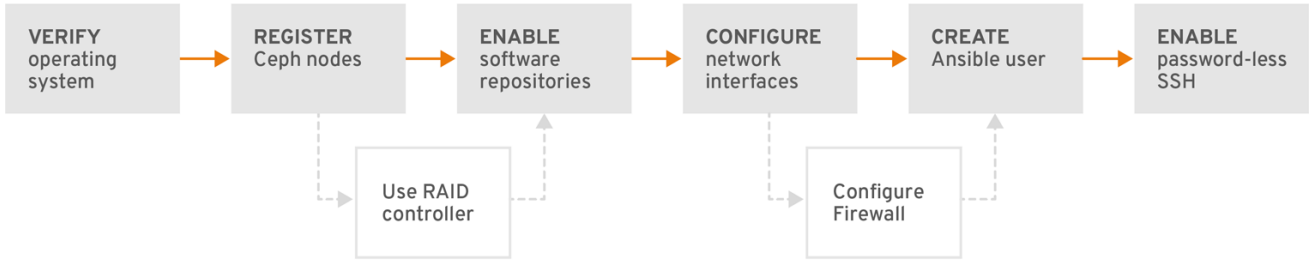 VERIFY
operating
system
REGISTER
Ceph nodes
ENABLE
software
repositories
CONFIGURE
network
interfaces
CREATE
Ansible user
ENABLE
password-less
SSH
Use RAID
controller
Configure
Firewall